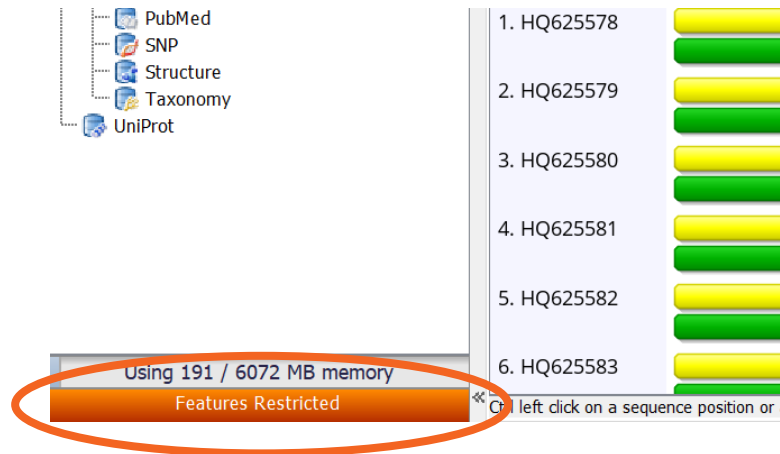 PubMed
SNP
Structure
Taxonomy
UniProt
Using 191 / 6072 MB memory
Features Restricted
1. HQ625578
2. HQ625579
3. HQ625580
4. HQ625581
5. HQ625582
6. HQ625583
Ctrl left click on a sequence position or